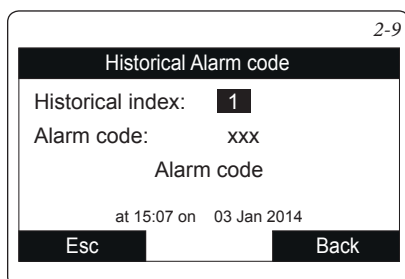 2-9
Historical Alarm code
Historical index: 1
Alarm code: xxx
Alarm code
at 15:07 on 03 Jan 2014
Esc Back